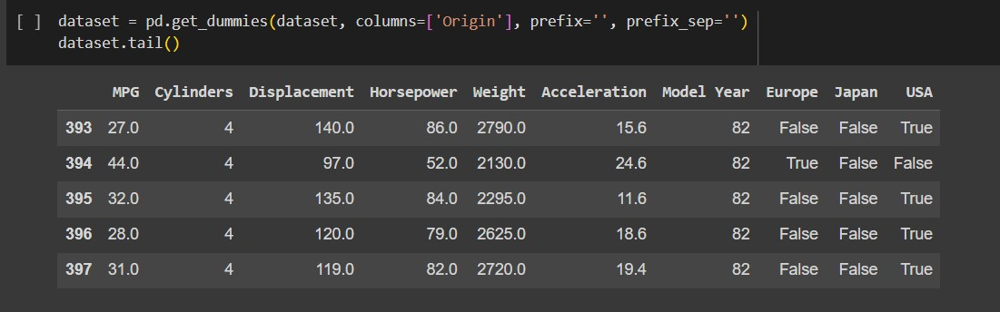 [ ] dataset = pd.get_dummies(dataset, columns=['Origin'], prefix='', prefix_sep='')
dataset.tail()
MPG Cylinders Displacement Horsepower Weight Acceleration Model Year Europe Japan USA
393 27.0 4 140.0 86.0 2790.0 15.6 82 False False True
394 44.0 4 97.0 52.0 2130.0 24.6 82 True False False
395 32.0 4 135.0 84.0 2295.0 11.6 82 False False True
396 28.0 4 120.0 79.0 2625.0 18.6 82 False False True
397 31.0 4 119.0 82.0 2720.0 19.4 82 False False True